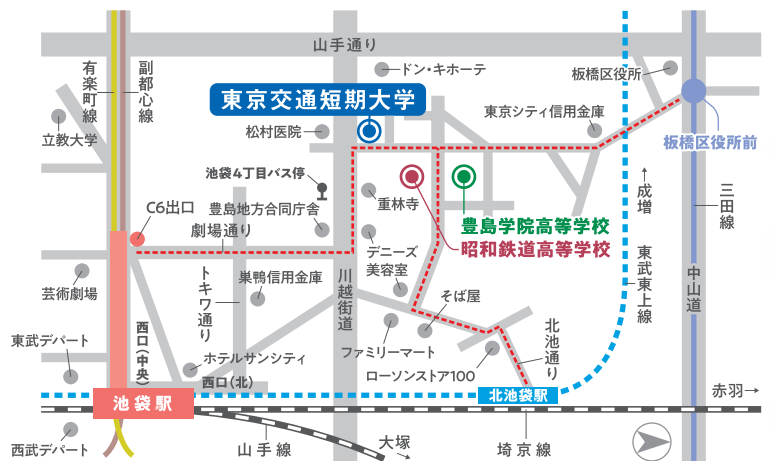 山手通り
有楽町線
副都心線
ドン・キホーテ
板橋区役所
東京交通短期大学
東京シティ信用金庫
松村医院
立教大学
板橋区役所前
池袋4丁目バス停
重林寺
←成増
三田線
C6出口
豊島地方合同庁舎
劇場通り
豊島学院高等学校
昭和鉄道高等学校
デニーズ
美容室
東武東上線
中山道
芸術劇場
トキワ通り
巣鴨信用金庫
川越街道
そば屋
北池通り
東武デパート
西口(中央)
ホテルサンシティ
西口(北)
ファミリーマート
ローソンストア100
池袋駅
北池袋駅
赤羽→
西武デパート
山手線
大塚
→
埼京線